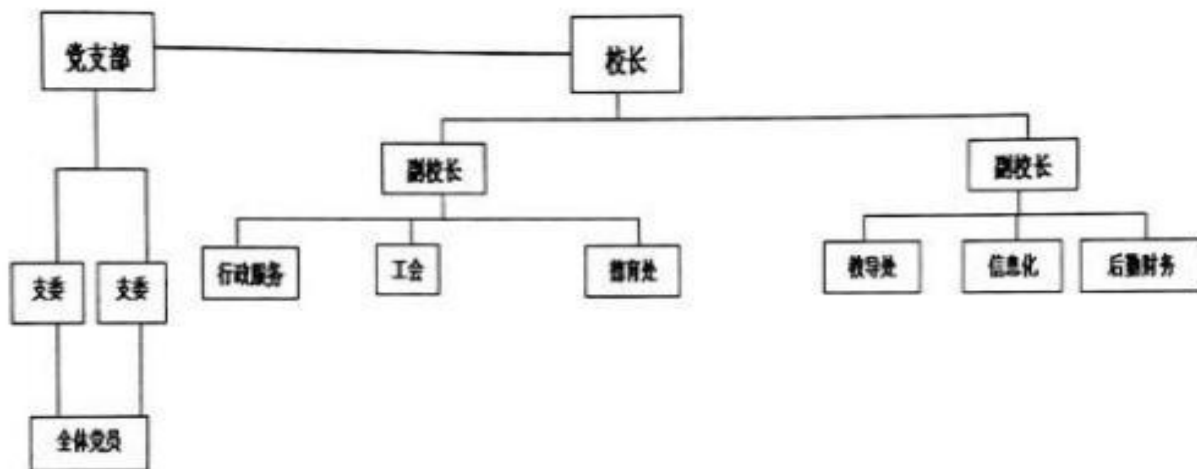 党支部
校长
副校长
副校长
行政服务
工会
德育处
教导处
信息化
后勤财务
支委
支委
全体党员